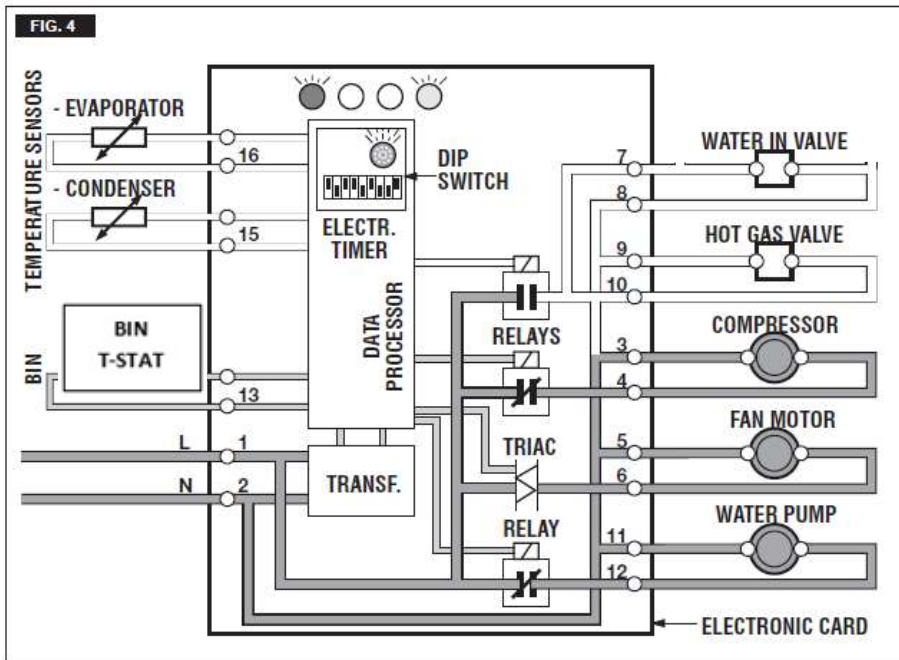 FIG. 4
TEMPERATURE SENSORS
- EVAPORATOR
16
- CONDENSER
15
BIN
BIN
T-STAT
13
L
1
N
2
DIP
SWITCH
ELECTR.
TIMER
DATA
PROCESSOR
TRANSF.
RELAYS
TRIAC
RELAY
7
WATER IN VALVE
8
HOT GAS VALVE
9
10
COMPRESSOR
3
4
FAN MOTOR
5
6
WATER PUMP
11
12
ELECTRONIC CARD